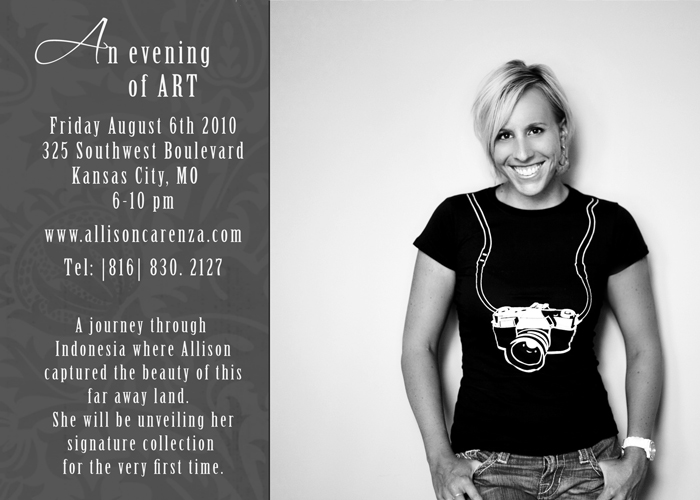 An evening
of ART
Friday August 6th 2010
325 Southwest Boulevard
Kansas City, MO
6-10 pm
www.allisoncarenza.com
Tel: |816| 830. 2127
A journey through
Indonesia where Allison
captured the beauty of this
far away land.
She will be unveiling her
signature collection
for the very first time.